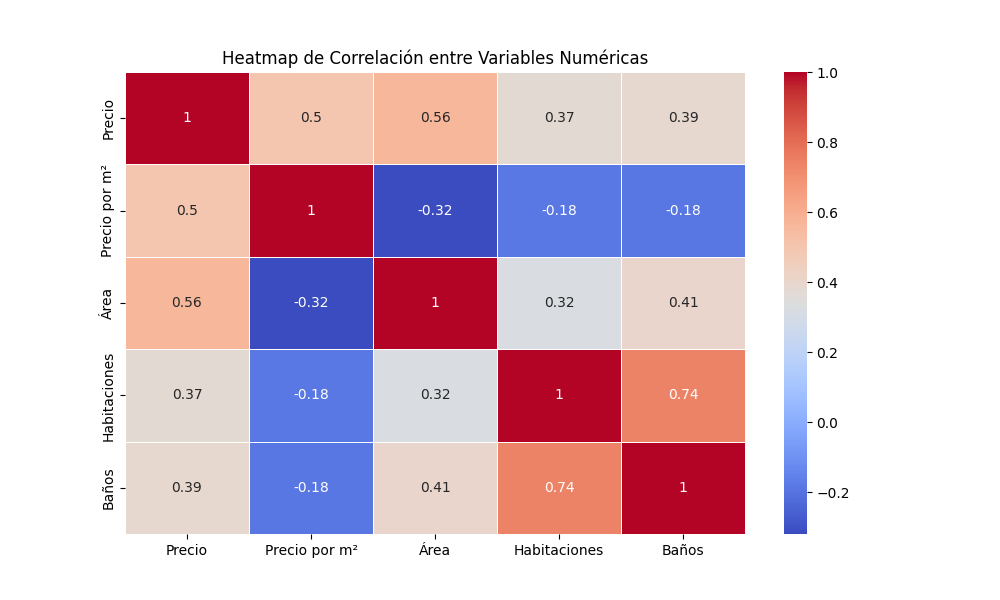 Heatmap de Correlación entre Variables Numéricas
Precio 1 0.5 0.56 0.37 0.39
Precio por m² 0.5 1 -0.32 -0.18 -0.18
Área 0.56 -0.32 1 0.32 0.41
Habitaciones 0.37 -0.18 0.32 1 0.74
Baños 0.39 -0.18 0.41 0.74 1
Precio Precio por m² Área Habitaciones Baños
1.0
0.8
0.6
0.4
0.2
0.0
−0.2